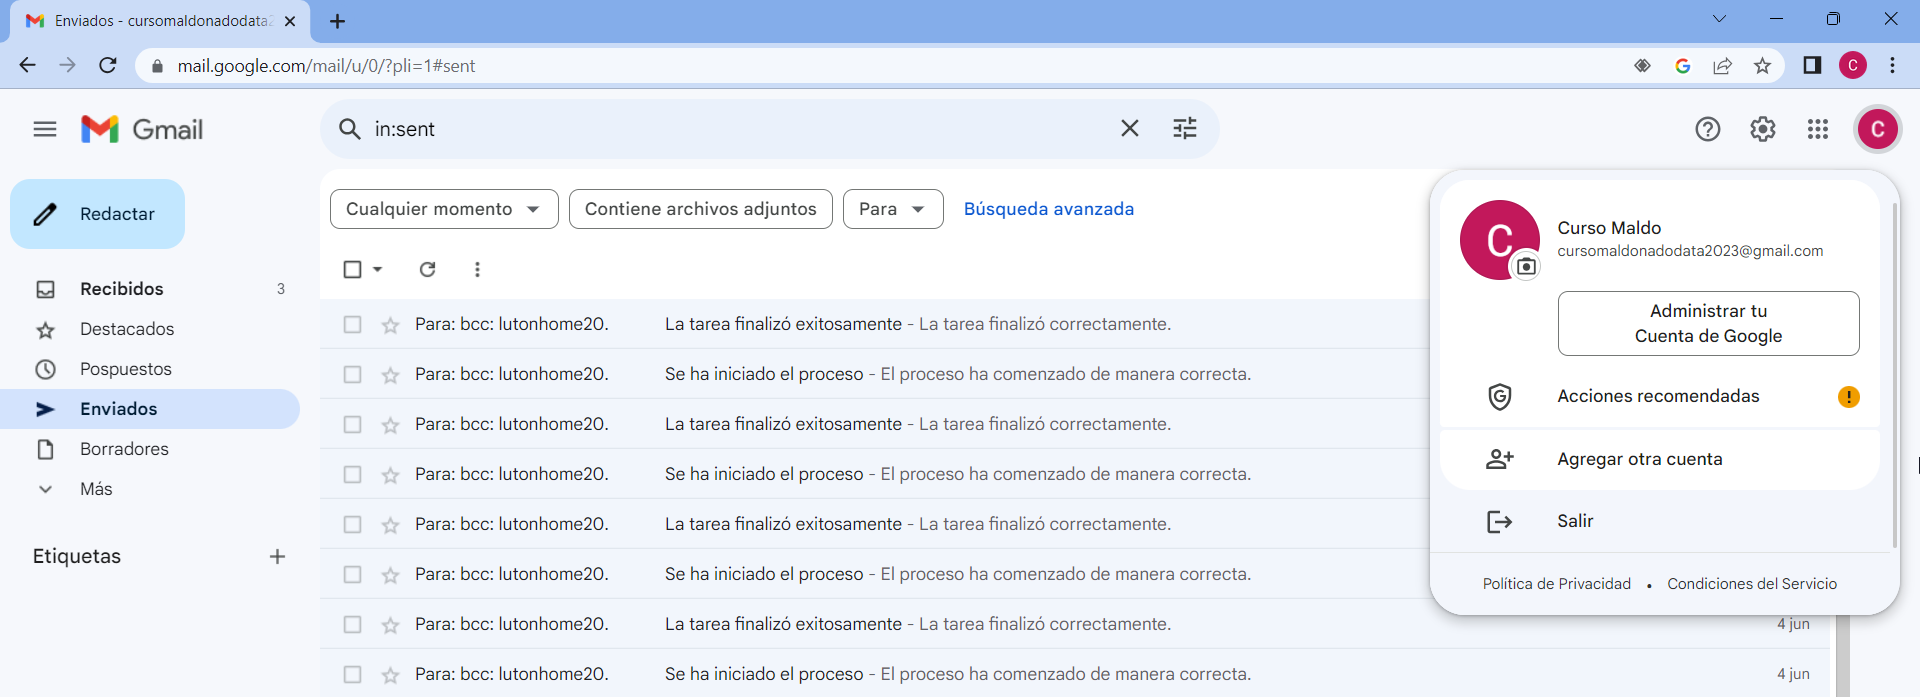 Enviados - cursomaldonadodata2
mail.google.com/mail/u/0/?pli=1#sent
C
Gmail
in:sent
C
Redactar
Cualquier momento
Contiene archivos adjuntos
Para
Búsqueda avanzada
Recibidos 3
Destacados
Pospuestos
Enviados
Borradores
Más
Etiquetas
Para: bcc: lutonhome20. La tarea finalizó exitosamente - La tarea finalizó correctamente.
Para: bcc: lutonhome20. Se ha iniciado el proceso - El proceso ha comenzado de manera correcta.
Para: bcc: lutonhome20. La tarea finalizó exitosamente - La tarea finalizó correctamente.
Para: bcc: lutonhome20. Se ha iniciado el proceso - El proceso ha comenzado de manera correcta.
Para: bcc: lutonhome20. La tarea finalizó exitosamente - La tarea finalizó correctamente.
Para: bcc: lutonhome20. Se ha iniciado el proceso - El proceso ha comenzado de manera correcta.
Para: bcc: lutonhome20. La tarea finalizó exitosamente - La tarea finalizó correctamente. 4 jun
Para: bcc: lutonhome20. Se ha iniciado el proceso - El proceso ha comenzado de manera correcta. 4 jun
C
Curso Maldo
cursomaldonadodata2023@gmail.com
Administrar tu
Cuenta de Google
Acciones recomendadas
Agregar otra cuenta
Salir
Política de Privacidad • Condiciones del Servicio